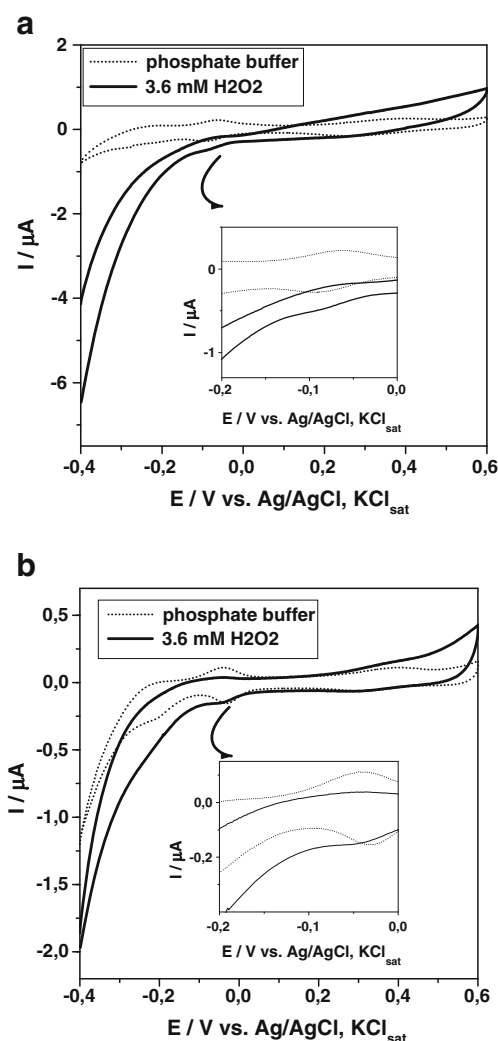 a
phosphate buffer
3.6 mM H2O2
2
0
-2
-4
-6
I / µA
0
-1
I / µA
-0,2 -0,1 0,0
E / V vs. Ag/AgCl, KClsat
-0,4 -0,2 0,0 0,2 0,4 0,6
E / V vs. Ag/AgCl, KClsat
b
phosphate buffer
3.6 mM H2O2
0,5
0,0
-0,5
-1,0
-1,5
-2,0
I / µA
0,0
-0,2
I / µA
-0,2 -0,1 0,0
E / V vs. Ag/AgCl, KClsat
-0,4 -0,2 0,0 0,2 0,4 0,6
E / V vs. Ag/AgCl, KClsat